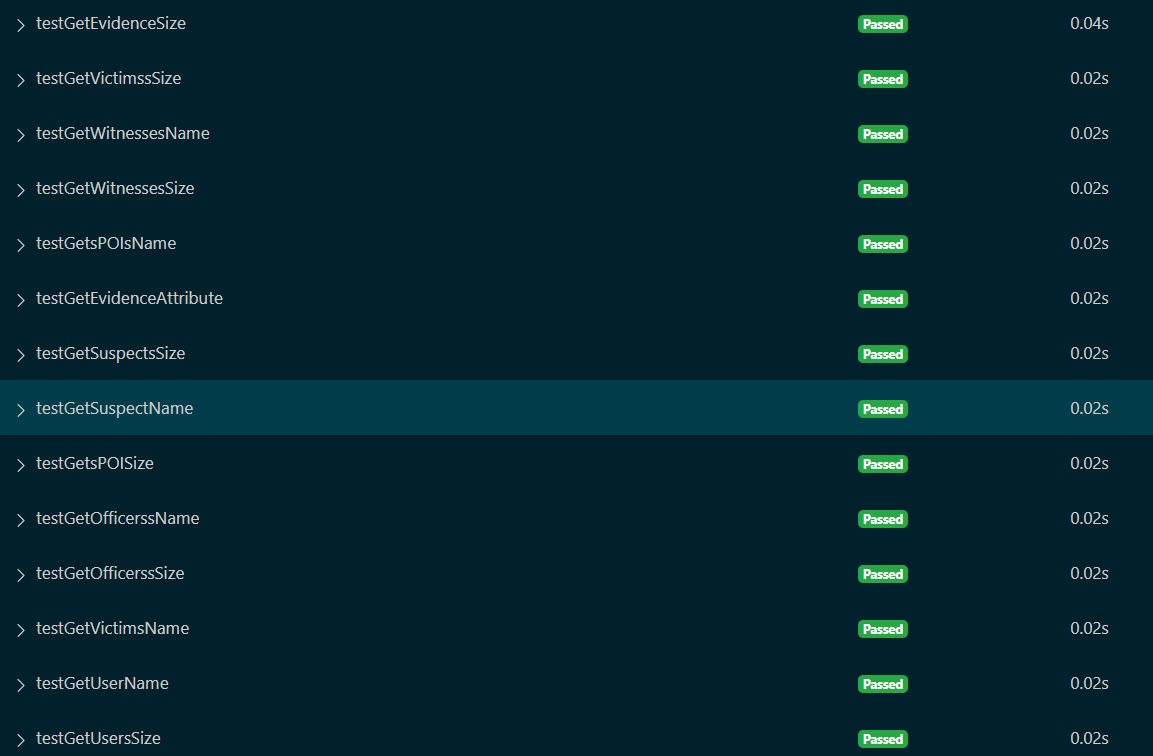 testGetEvidenceSize Passed 0.04s
testGetVictimssSize Passed 0.02s
testGetWitnessesName Passed 0.02s
testGetWitnessesSize Passed 0.02s
testGetsPOIsName Passed 0.02s
testGetEvidenceAttribute Passed 0.02s
testGetSuspectsSize Passed 0.02s
testGetSuspectName Passed 0.02s
testGetsPOISize Passed 0.02s
testGetOfficerssName Passed 0.02s
testGetOfficerssSize Passed 0.02s
testGetVictimsName Passed 0.02s
testGetUserName Passed 0.02s
testGetUsersSize Passed 0.02s